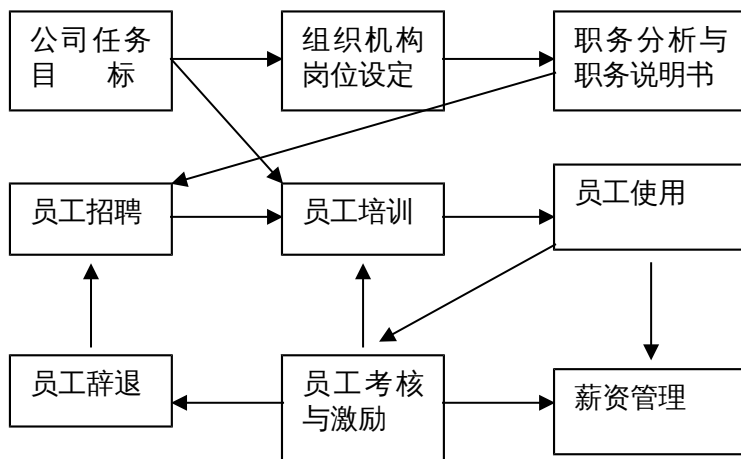 公司任务
目 标
组织机构
岗位设定
职务分析与
职务说明书
员工招聘
员工培训
员工使用
员工辞退
员工考核
与激励
薪资管理